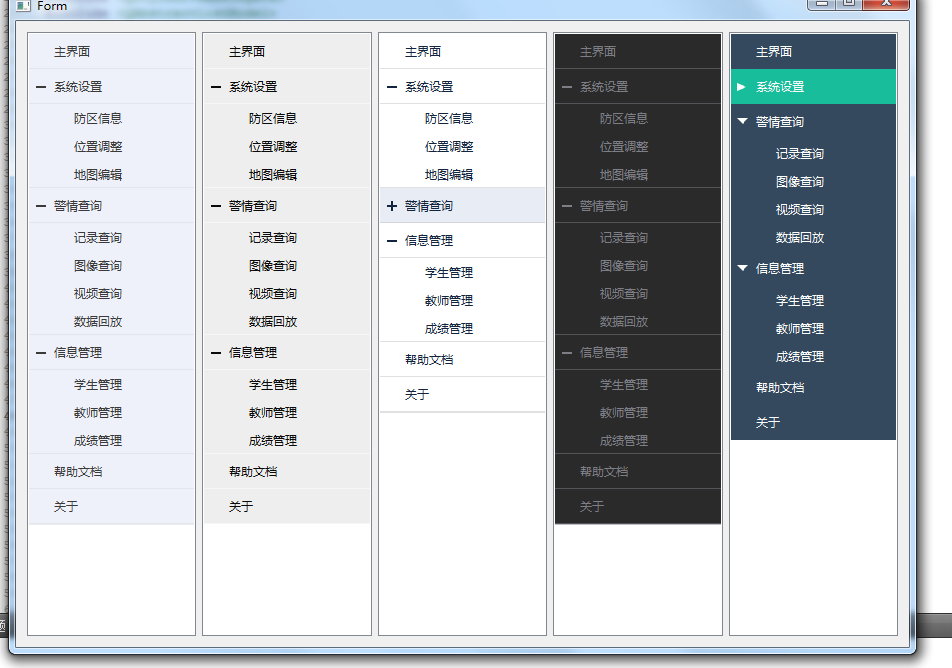 Form
主界面
系统设置
防区信息
位置调整
地图编辑
警情查询
记录查询
图像查询
视频查询
数据回放
信息管理
学生管理
教师管理
成绩管理
帮助文档
关于
主界面
系统设置
防区信息
位置调整
地图编辑
警情查询
记录查询
图像查询
视频查询
数据回放
信息管理
学生管理
教师管理
成绩管理
帮助文档
关于
主界面
系统设置
防区信息
位置调整
地图编辑
警情查询
信息管理
学生管理
教师管理
成绩管理
帮助文档
关于
主界面
系统设置
防区信息
位置调整
地图编辑
警情查询
记录查询
图像查询
视频查询
数据回放
信息管理
学生管理
教师管理
成绩管理
帮助文档
关于
主界面
系统设置
警情查询
记录查询
图像查询
视频查询
数据回放
信息管理
学生管理
教师管理
成绩管理
帮助文档
关于